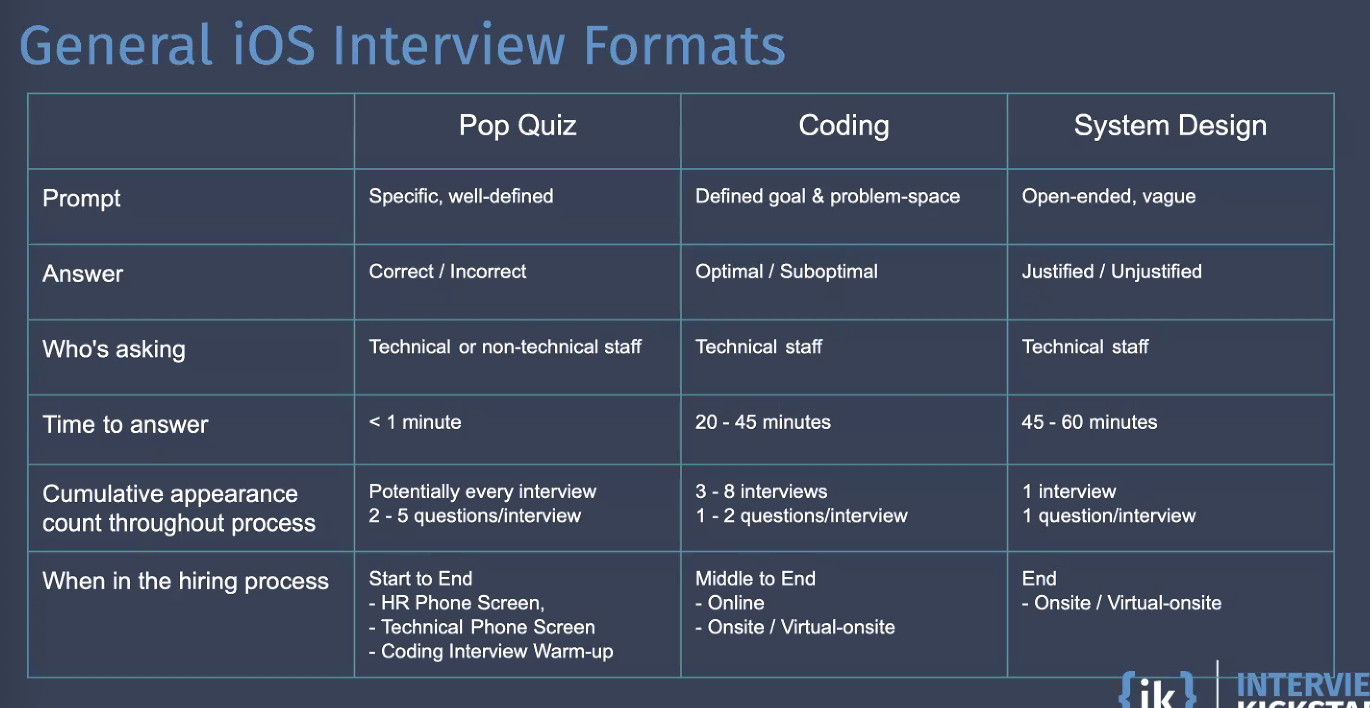 General iOS Interview Formats
Pop Quiz
Coding
System Design
Prompt
Specific, well-defined
Defined goal & problem-space
Open-ended, vague
Answer
Correct / Incorrect
Optimal / Suboptimal
Justified / Unjustified
Who's asking
Technical or non-technical staff
Technical staff
Technical staff
Time to answer
< 1 minute
20 - 45 minutes
45 - 60 minutes
Cumulative appearance
count throughout process
Potentially every interview
2 - 5 questions/interview
3 - 8 interviews
1 - 2 questions/interview
1 interview
1 question/interview
When in the hiring process
Start to End
- HR Phone Screen,
- Technical Phone Screen
- Coding Interview Warm-up
Middle to End
- Online
- Onsite / Virtual-onsite
End
- Onsite / Virtual-onsite
{ik}